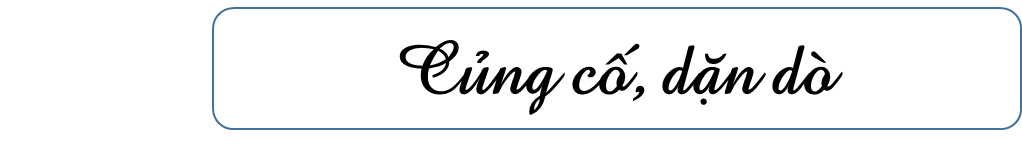 Củng cố, dặn dò